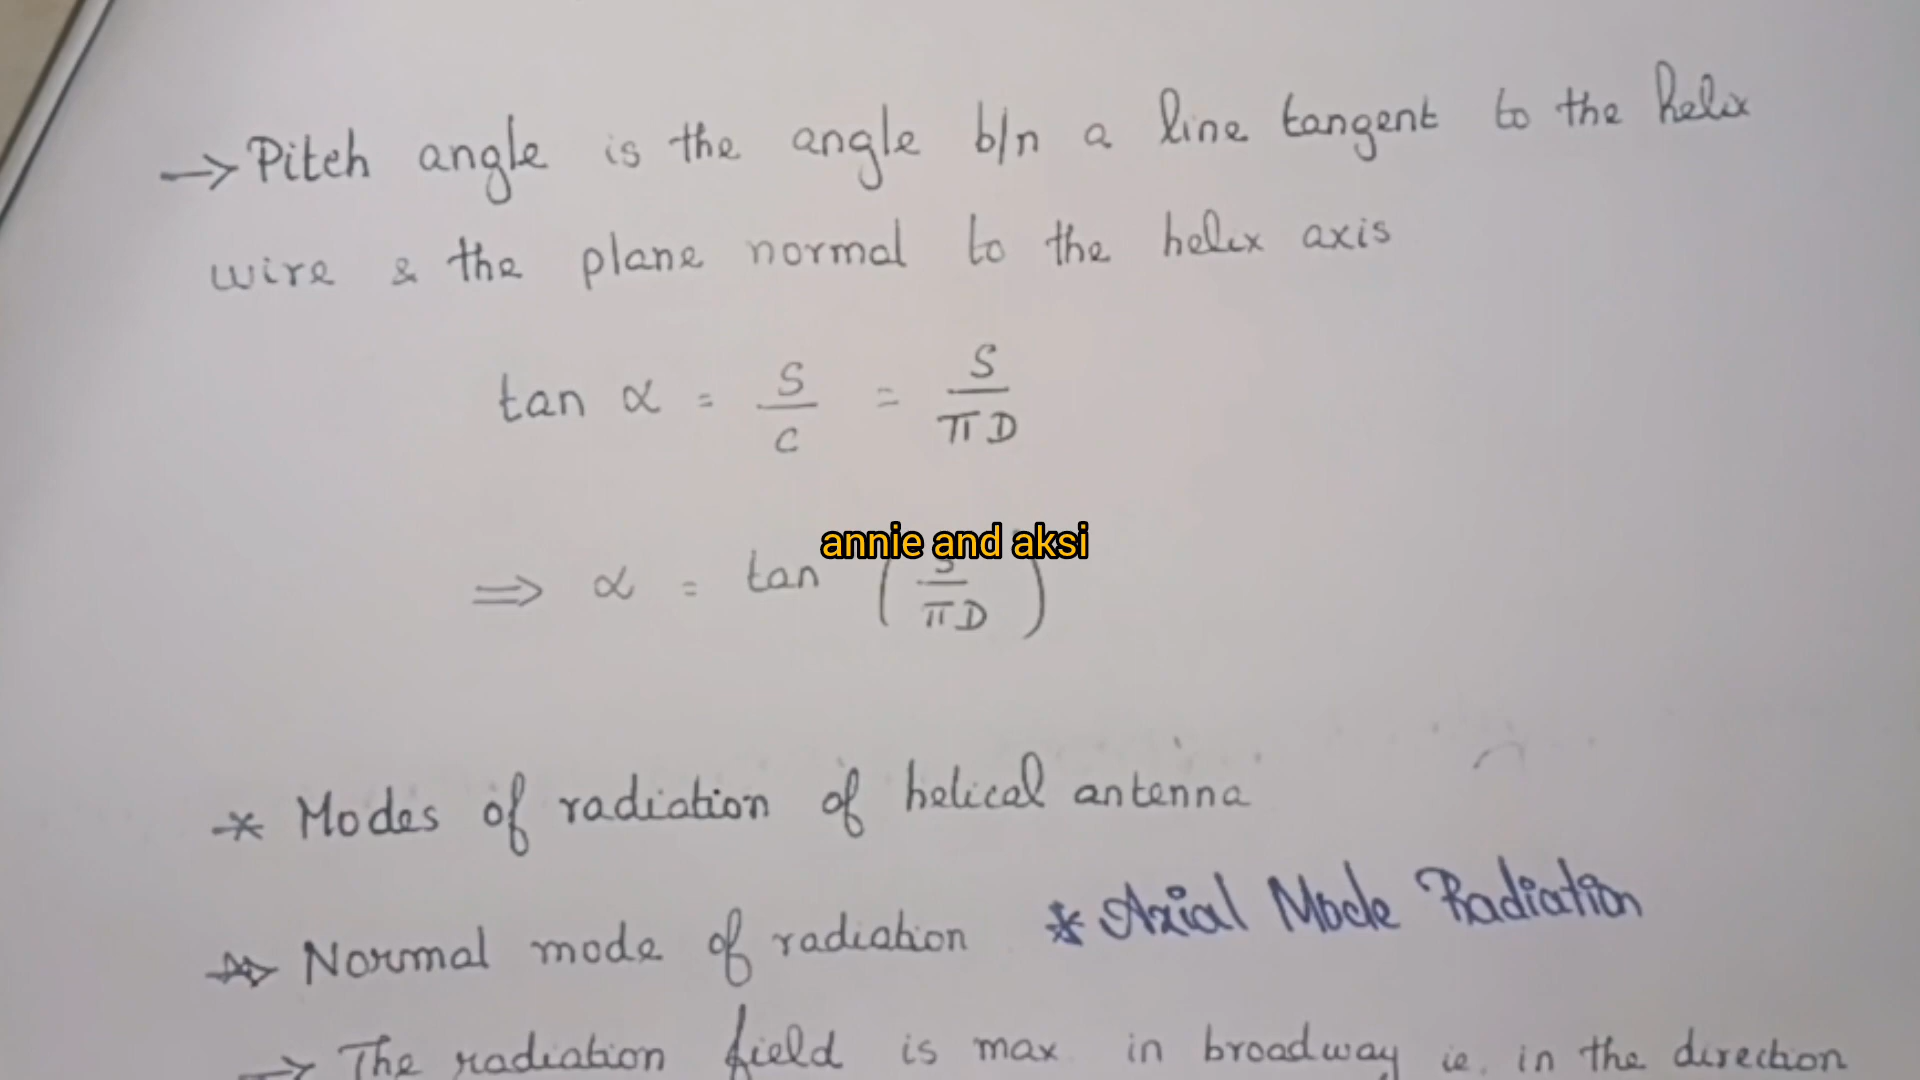 → Pitch angle is the angle b/n a line tangent to the helix
wire & the plane normal to the helix axis
tan α = S/C = S/πD
annie and aksi
⇒ α = tan (S/πD)
* Modes of radiation of helical antenna
Normal mode of radiation * Axial Mode Radiation
→ The radiation field is max in broadway ie. in the direction